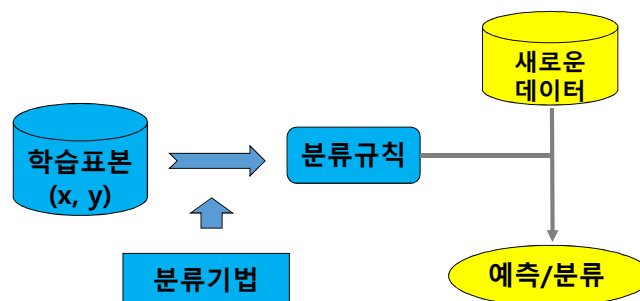 새로운
데이터
학습표본
(x, y)
분류규칙
분류기법
예측/분류